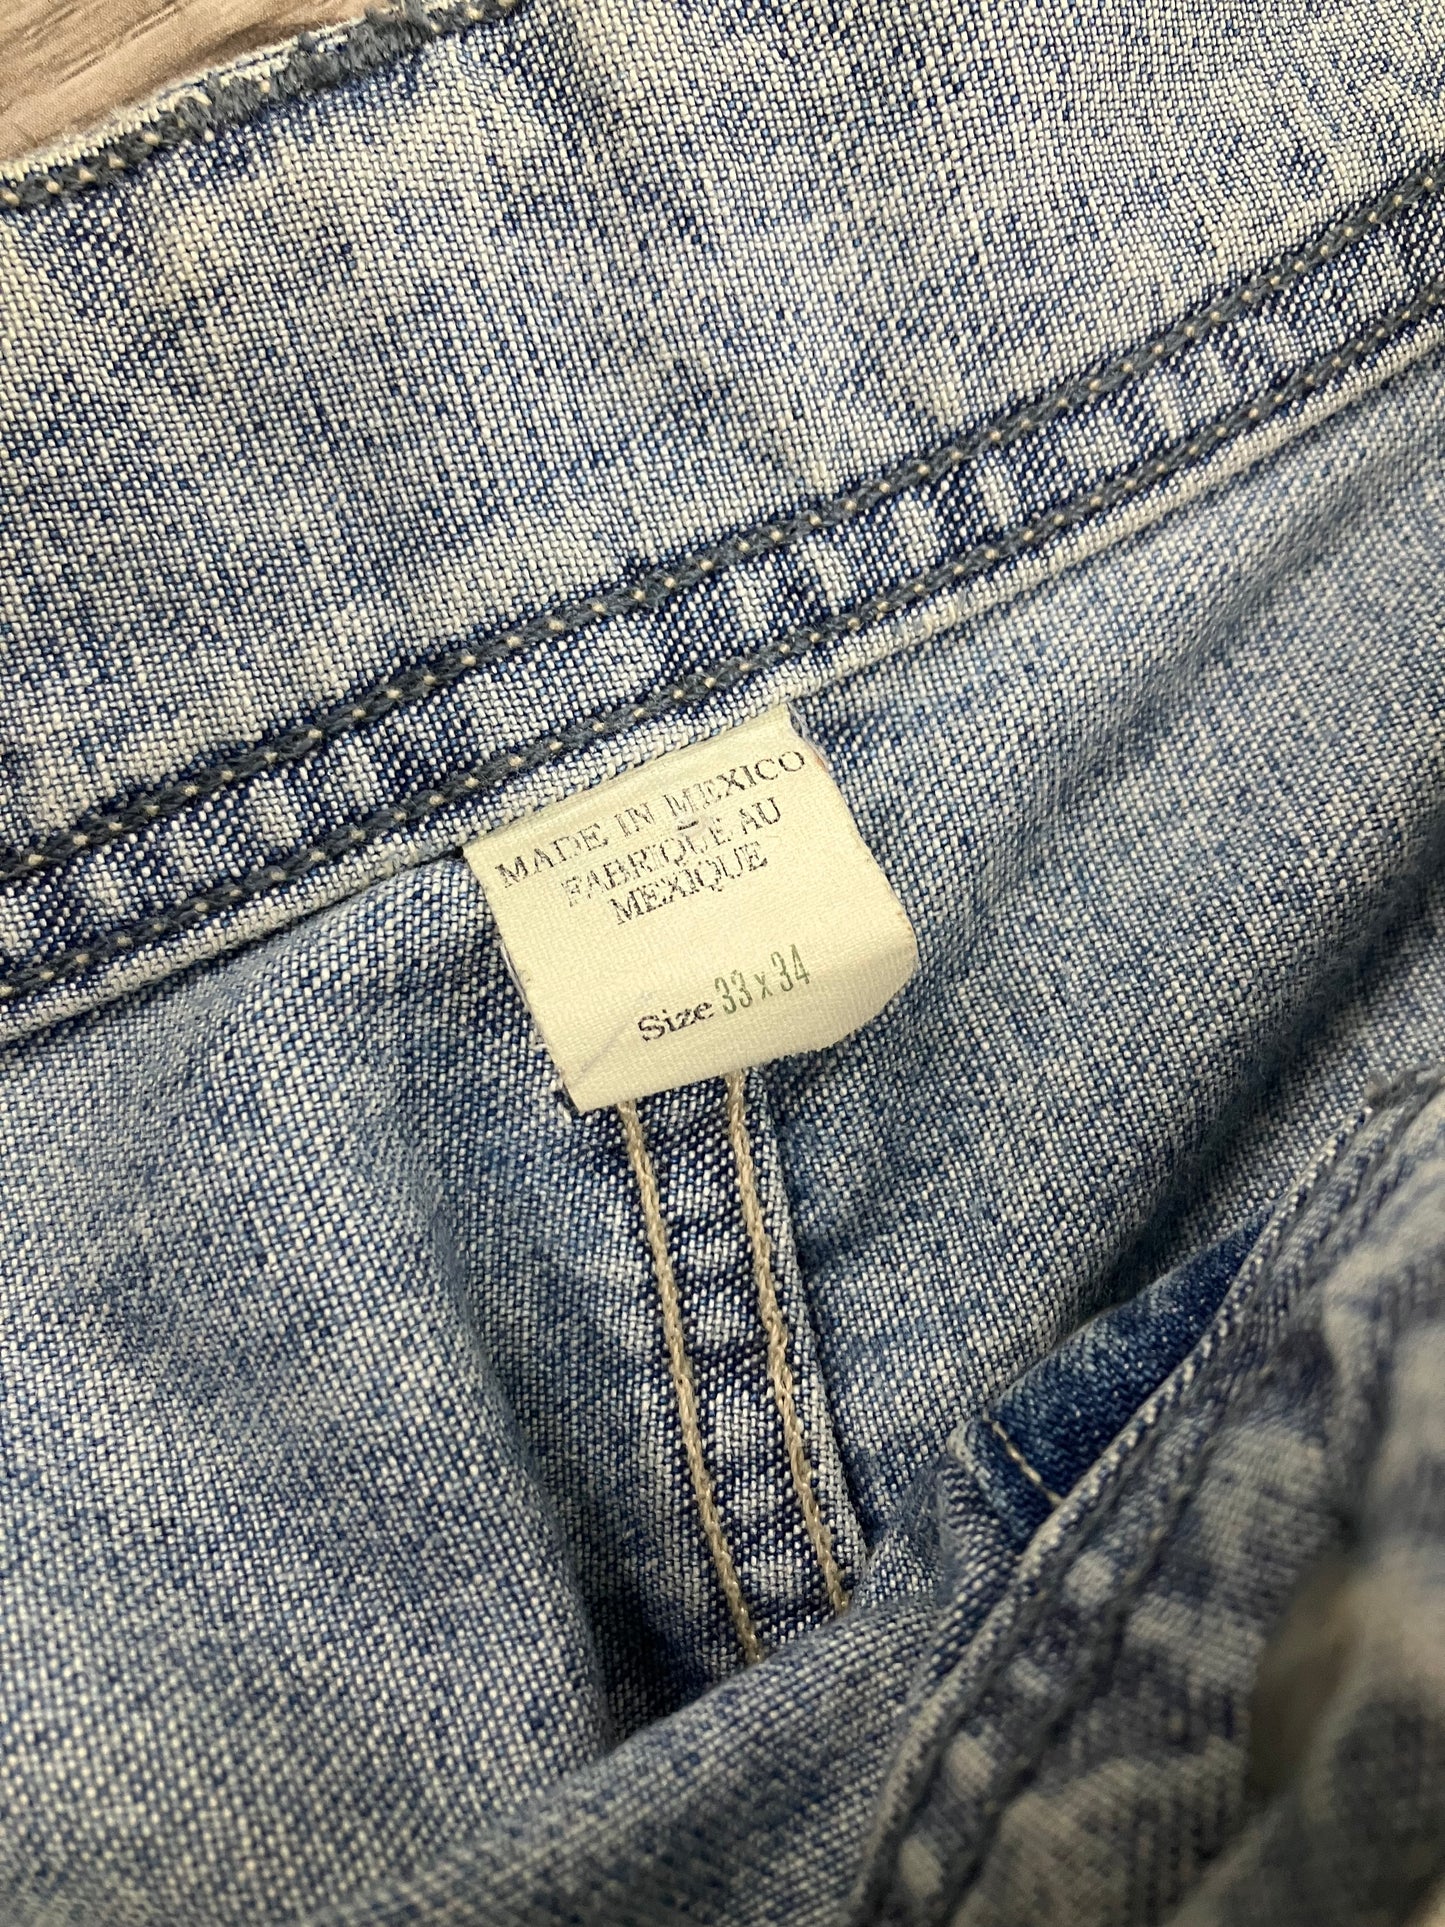 MADE IN MEXICO
FABRIQUE AU
MEXIQUE
Size 33 x 34